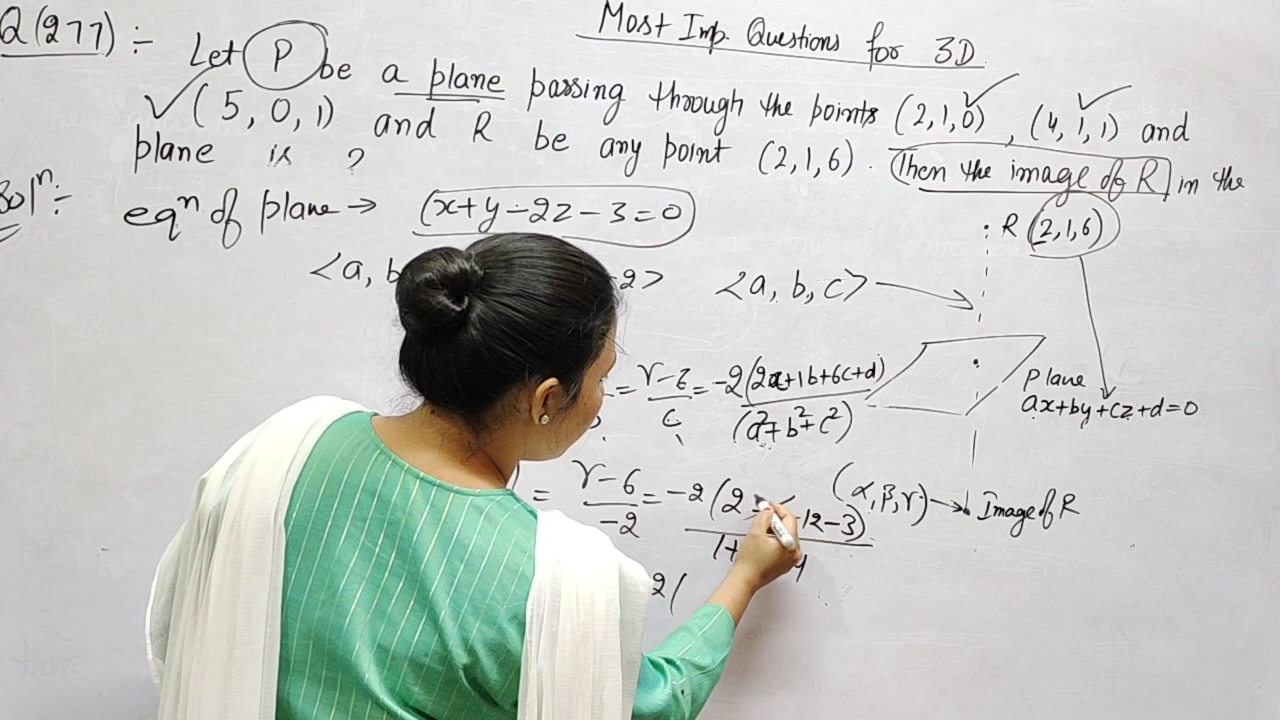 Most Imp. Questions for 3D
Q(277) :- Let P be a plane passing through the points (2,1,0), (4,1,1) and
(5,0,1) and R be any point (2,1,6). Then the image of R in the
plane is ?
Solⁿ:- eqⁿ of plane → (x+y-2z-3=0)
· R (2,1,6)
<a, b -2> <a, b, c>
= γ-6/c = -2(2a+1b+6c+d)/(a²+b²+c²)
Plane
ax+by+cz+d=0
= γ-6/-2 = -2(2 -12-3)/1+ 4
(α,β,γ) → Image of R
2(